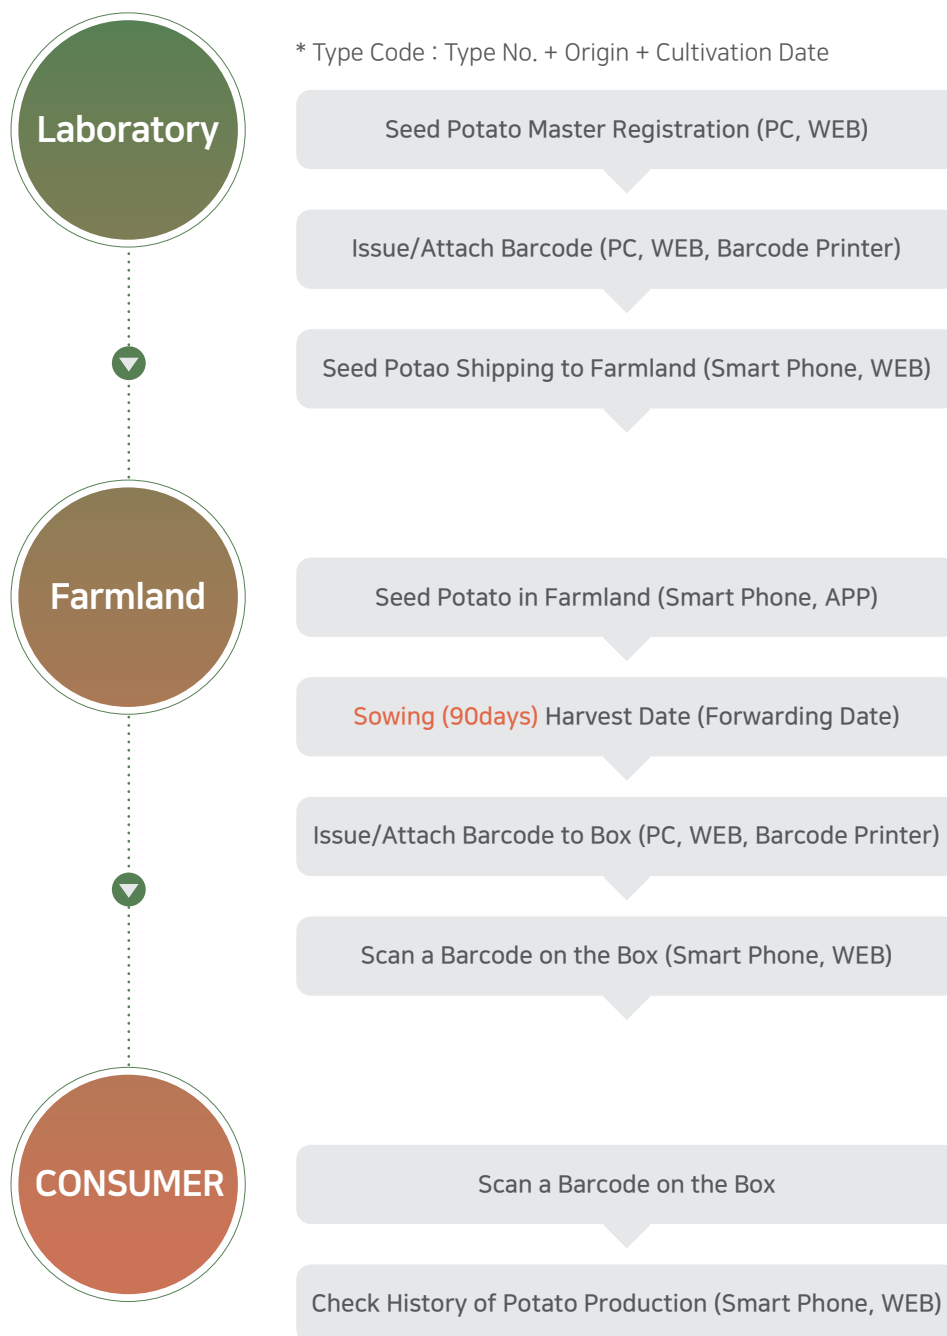 * Type Code : Type No. + Origin + Cultivation Date
Laboratory
Seed Potato Master Registration (PC, WEB)
Issue/Attach Barcode (PC, WEB, Barcode Printer)
Seed Potao Shipping to Farmland (Smart Phone, WEB)
Farmland
Seed Potato in Farmland (Smart Phone, APP)
Sowing (90days) Harvest Date (Forwarding Date)
Issue/Attach Barcode to Box (PC, WEB, Barcode Printer)
Scan a Barcode on the Box (Smart Phone, WEB)
CONSUMER
Scan a Barcode on the Box
Check History of Potato Production (Smart Phone, WEB)